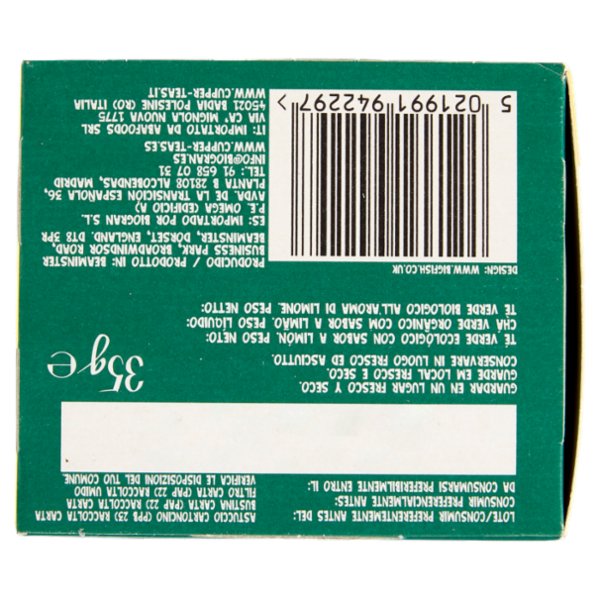 LOTE/CONSUMIR PREFERENTEMENTE ANTES DEL:
CONSUMIR PREFERENCIALMENTE ANTES:
DA CONSUMARSI PREFERIBILMENTE ENTRO IL:
ASTUCCIO CARTONCINO (PPB 23) RACCOLTA CARTA
BUSTINA CARTA (PAP 22) RACCOLTA CARTA
FILTRO CARTA (PAP 22) RACCOLTA UMIDO
VERIFICA LE DISPOSIZIONI DEL TUO COMUNE
GUARDAR EN UN LUGAR FRESCO Y SECO.
GUARDE EM LOCAL FRESCO E SECO.
CONSERVARE IN LUOGO FRESCO ED ASCIUTTO.
TÉ VERDE ECOLÓGICO CON SABOR A LIMÓN. PESO NETO:
CHÁ VERDE ORGÂNICO COM SABOR A LIMÃO. PESO LÍQUIDO:
TÈ VERDE BIOLOGICO ALL'AROMA DI LIMONE. PESO NETTO:
35g e
DESIGN: WWW.BIGFISH.CO.UK
5 021991 942297 >
PRODUCIDO / PRODOTTO IN: BEAMINSTER
BUSINESS PARK, BROADWINDSOR ROAD,
BEAMINSTER, DORSET, ENGLAND. DT8 3PR
ES: IMPORTADO POR BIOGRAN S.L.
P.E. OMEGA (EDIFICIO A)
AVDA. DE LA TRANSICIÓN ESPAÑOLA 36,
PLANTA B 28108 ALCOBENDAS, MADRID
TEL: 91 658 07 31
INFO@BIOGRAN.ES
WWW.CUPPER-TEAS.ES
IT: IMPORTATO DA ABAFOODS SRL
VIA CA' MIGNOLA NUOVA 1775
45021 BADIA POLESINE (RO) ITALIA
WWW.CUPPER-TEAS.IT